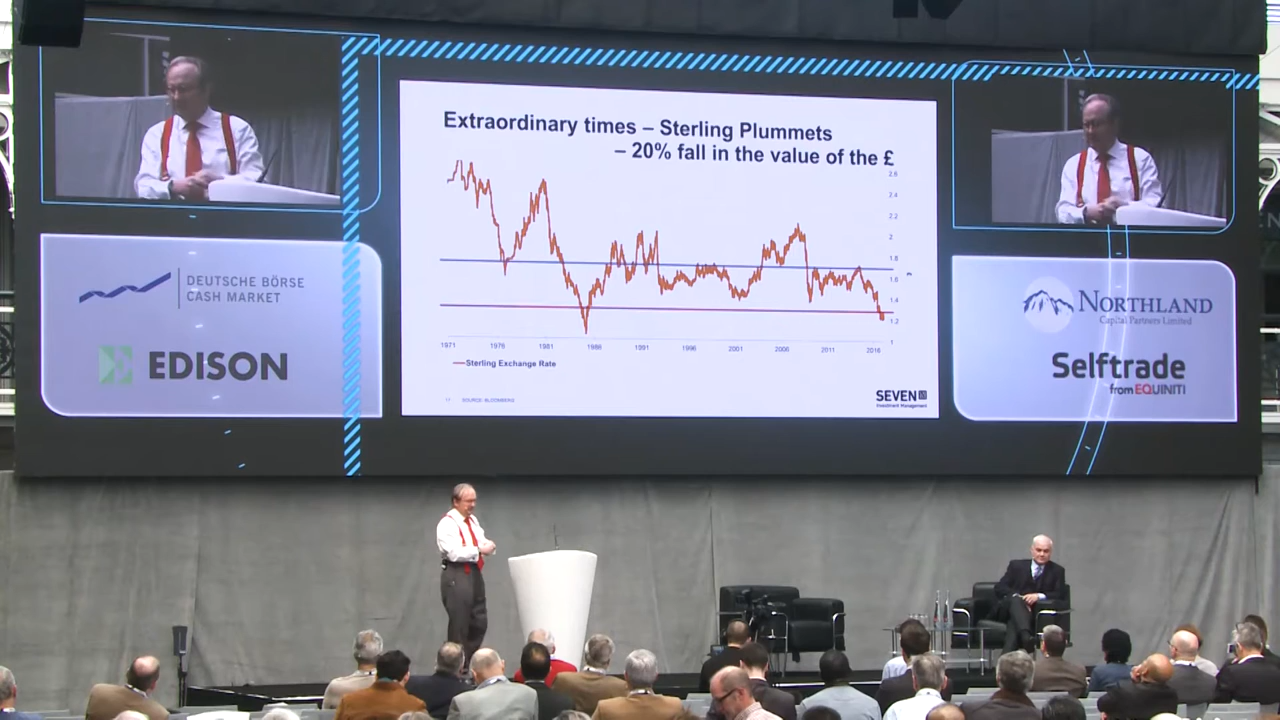 Extraordinary times – Sterling Plummets
– 20% fall in the value of the £
2.6
2.4
2.2
2
1.8
1.6
1.4
1.2
1
1971 1976 1981 1986 1991 1996 2001 2006 2011 2016
Sterling Exchange Rate
17 SOURCE: BLOOMBERG
SEVEN
Investment Management
DEUTSCHE BÖRSE
CASH MARKET
EDISON
NORTHLAND
Capital Partners Limited
Selftrade
from EQUINITI